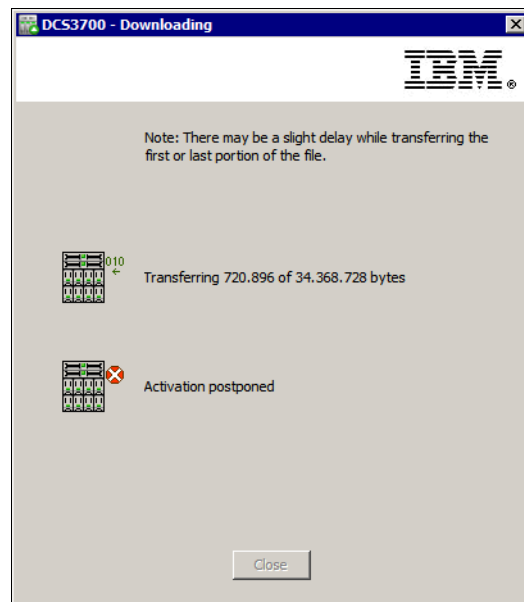 DCS3700 - Downloading
IBM®
Note: There may be a slight delay while transferring the
first or last portion of the file.
010
Transferring 720.896 of 34.368.728 bytes
Activation postponed
Close